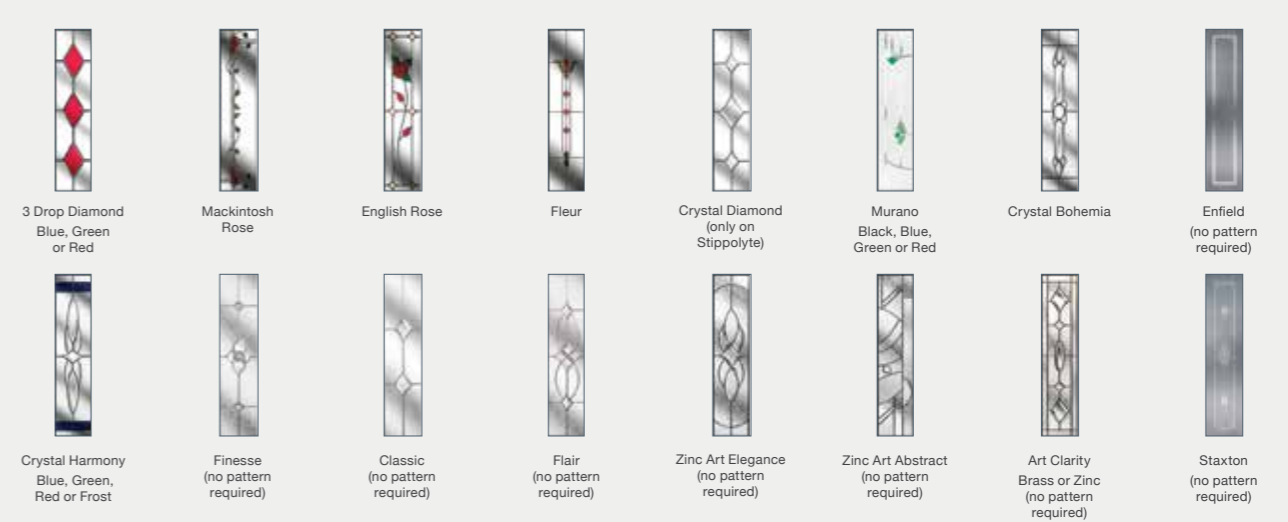 3 Drop Diamond
Blue, Green
or Red
Mackintosh
Rose
English Rose
Fleur
Crystal Diamond
(only on
Stippolyte)
Murano
Black, Blue,
Green or Red
Crystal Bohemia
Enfield
(no pattern
required)
Crystal Harmony
Blue, Green,
Red or Frost
Finesse
(no pattern
required)
Classic
(no pattern
required)
Flair
(no pattern
required)
Zinc Art Elegance
(no pattern
required)
Zinc Art Abstract
(no pattern
required)
Art Clarity
Brass or Zinc
(no pattern
required)
Staxton
(no pattern
required)